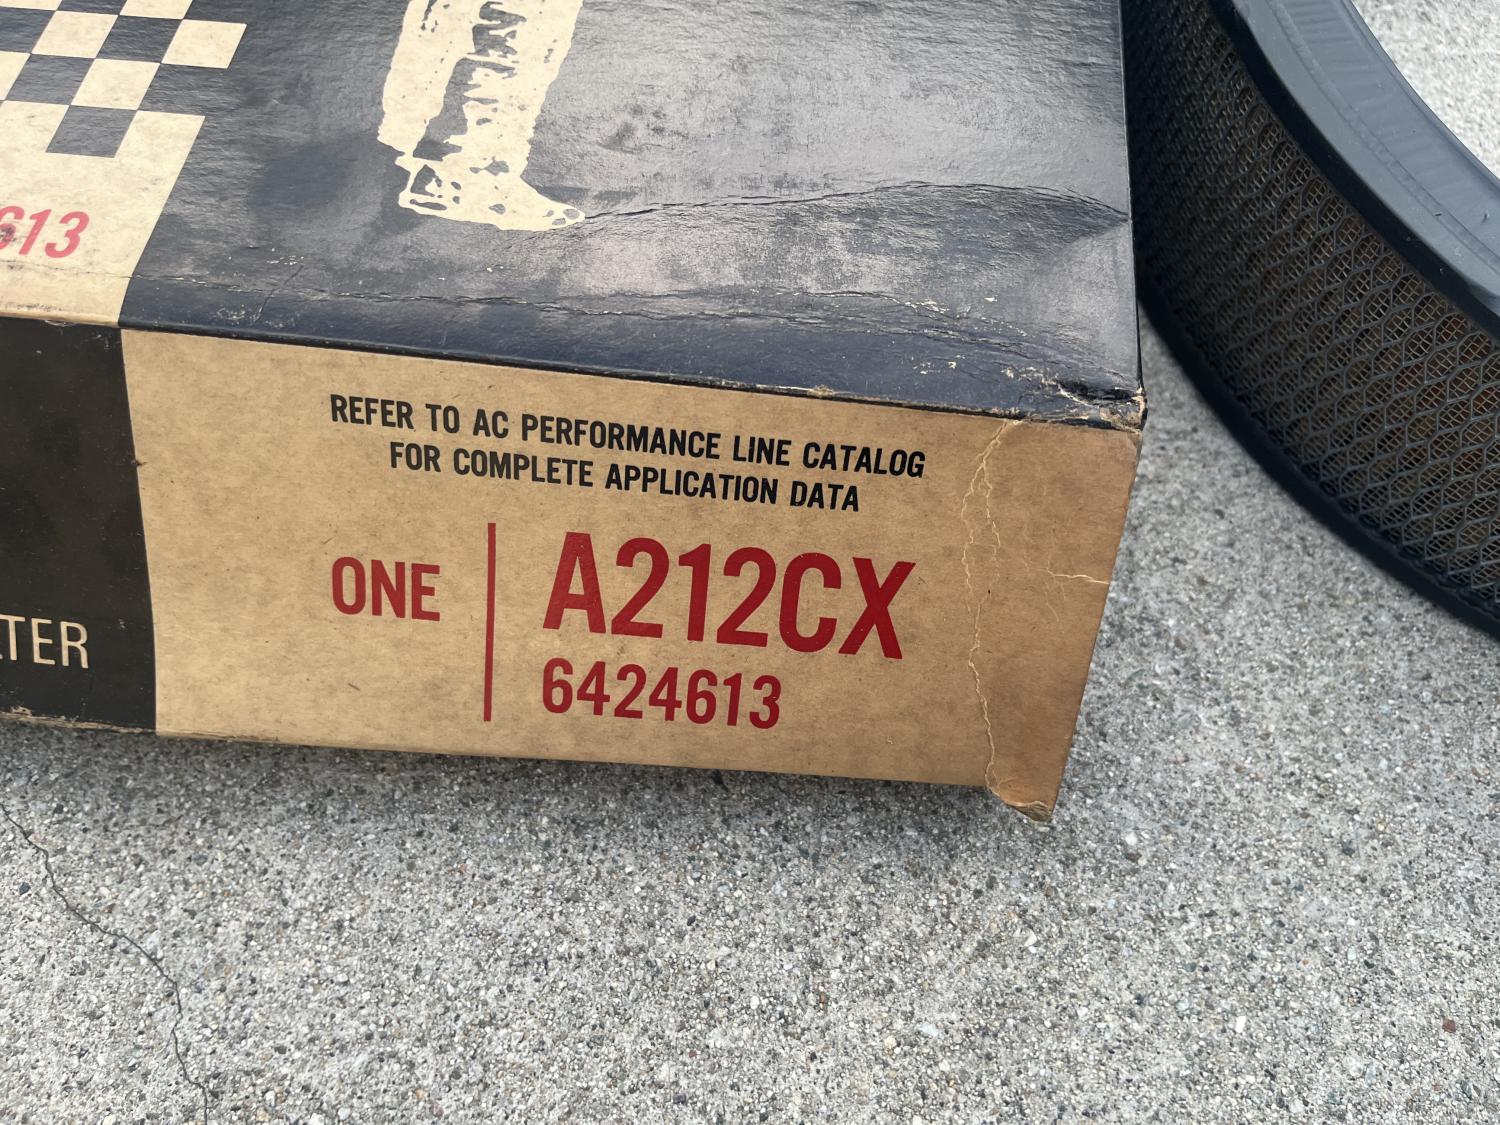 613
REFER TO AC PERFORMANCE LINE CATALOG
FOR COMPLETE APPLICATION DATA
ONE
A212CX
6424613
TER